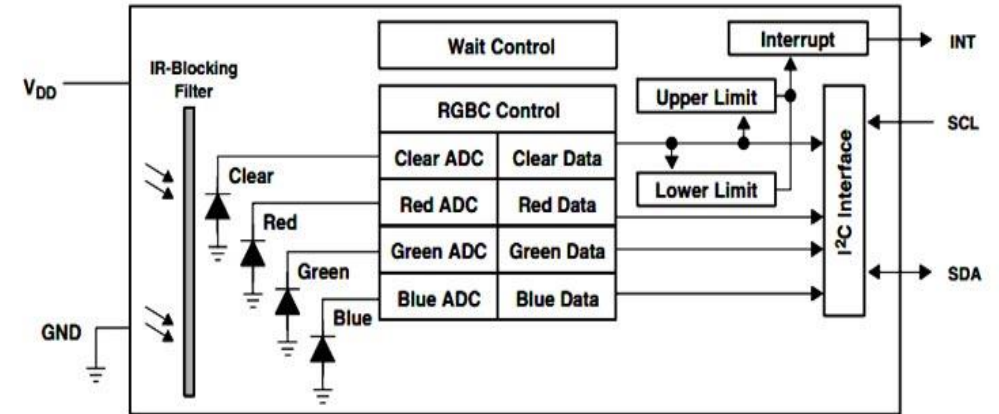 Wait Control
Interrupt
INT
IR-Blocking
Filter
VDD
Upper Limit
RGBC Control
SCL
Clear ADC
Clear Data
Clear
Lower Limit
Red ADC
Red Data
Red
I²C Interface
Green ADC
Green Data
Green
SDA
Blue ADC
Blue Data
Blue
GND